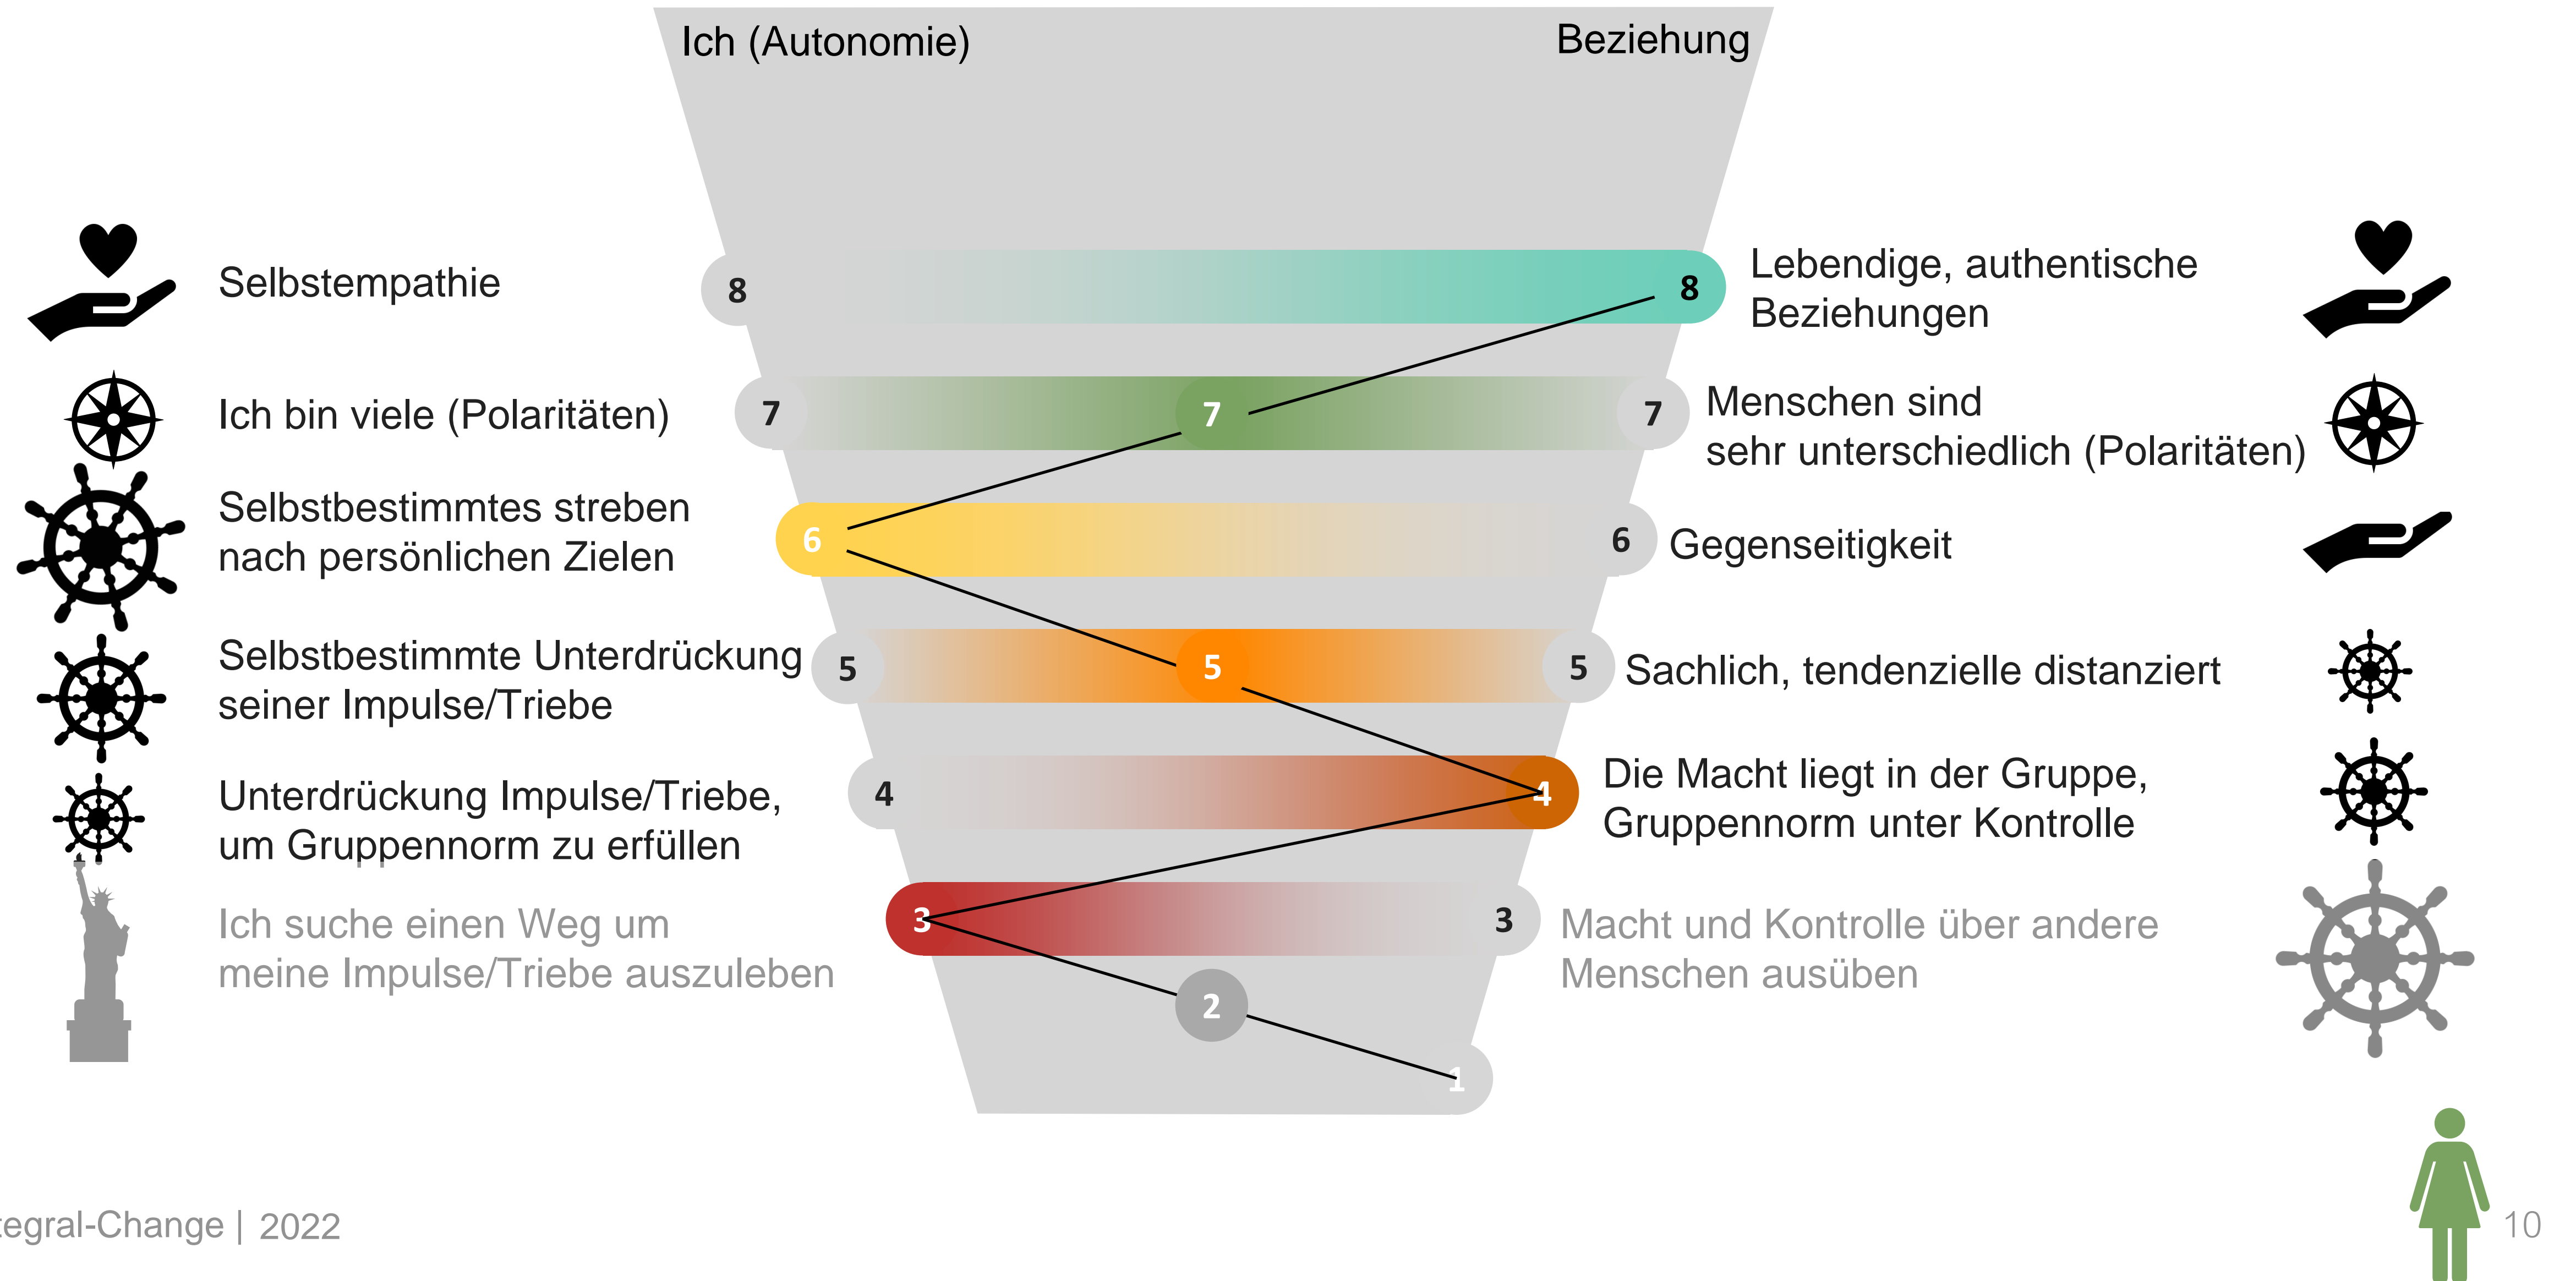 Ich (Autonomie)
Beziehung
Selbstempathie
8
8
Lebendige, authentische
Beziehungen
Ich bin viele (Polaritäten)
7
7
7
Menschen sind
sehr unterschiedlich (Polaritäten)
Selbstbestimmtes streben
nach persönlichen Zielen
6
6
Gegenseitigkeit
Selbstbestimmte Unterdrückung
seiner Impulse/Triebe
5
5
5
Sachlich, tendenzielle distanziert
Unterdrückung Impulse/Triebe,
um Gruppennorm zu erfüllen
4
4
Die Macht liegt in der Gruppe,
Gruppennorm unter Kontrolle
Ich suche einen Weg um
meine Impulse/Triebe auszuleben
3
3
Macht und Kontrolle über andere
Menschen ausüben
2
1
tegral-Change | 2022
10